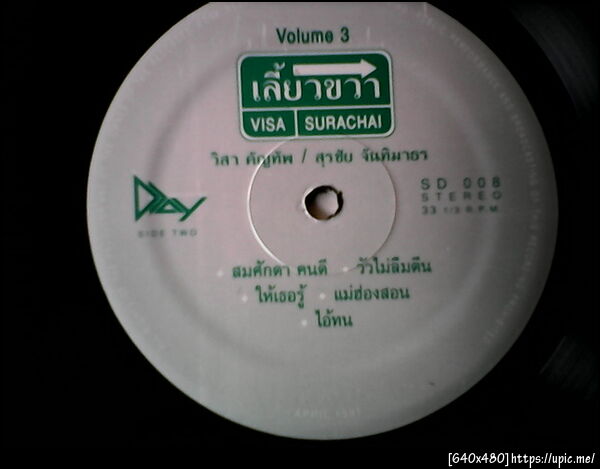 Volume 3
เลี้ยวขวา
VISA SURACHAI
วิสา คัญทัพ / สุรชัย จันทิมาธร
Day
SIDE TWO
SD 008
STEREO
33 1/3 R.P.M.
• สมศักดา คนดี • วัวไม่ลืมตีน
• ให้เธอรู้ • แม่ฮ่องสอน
• ไอ้ทน
[640x480]https://upic.me/